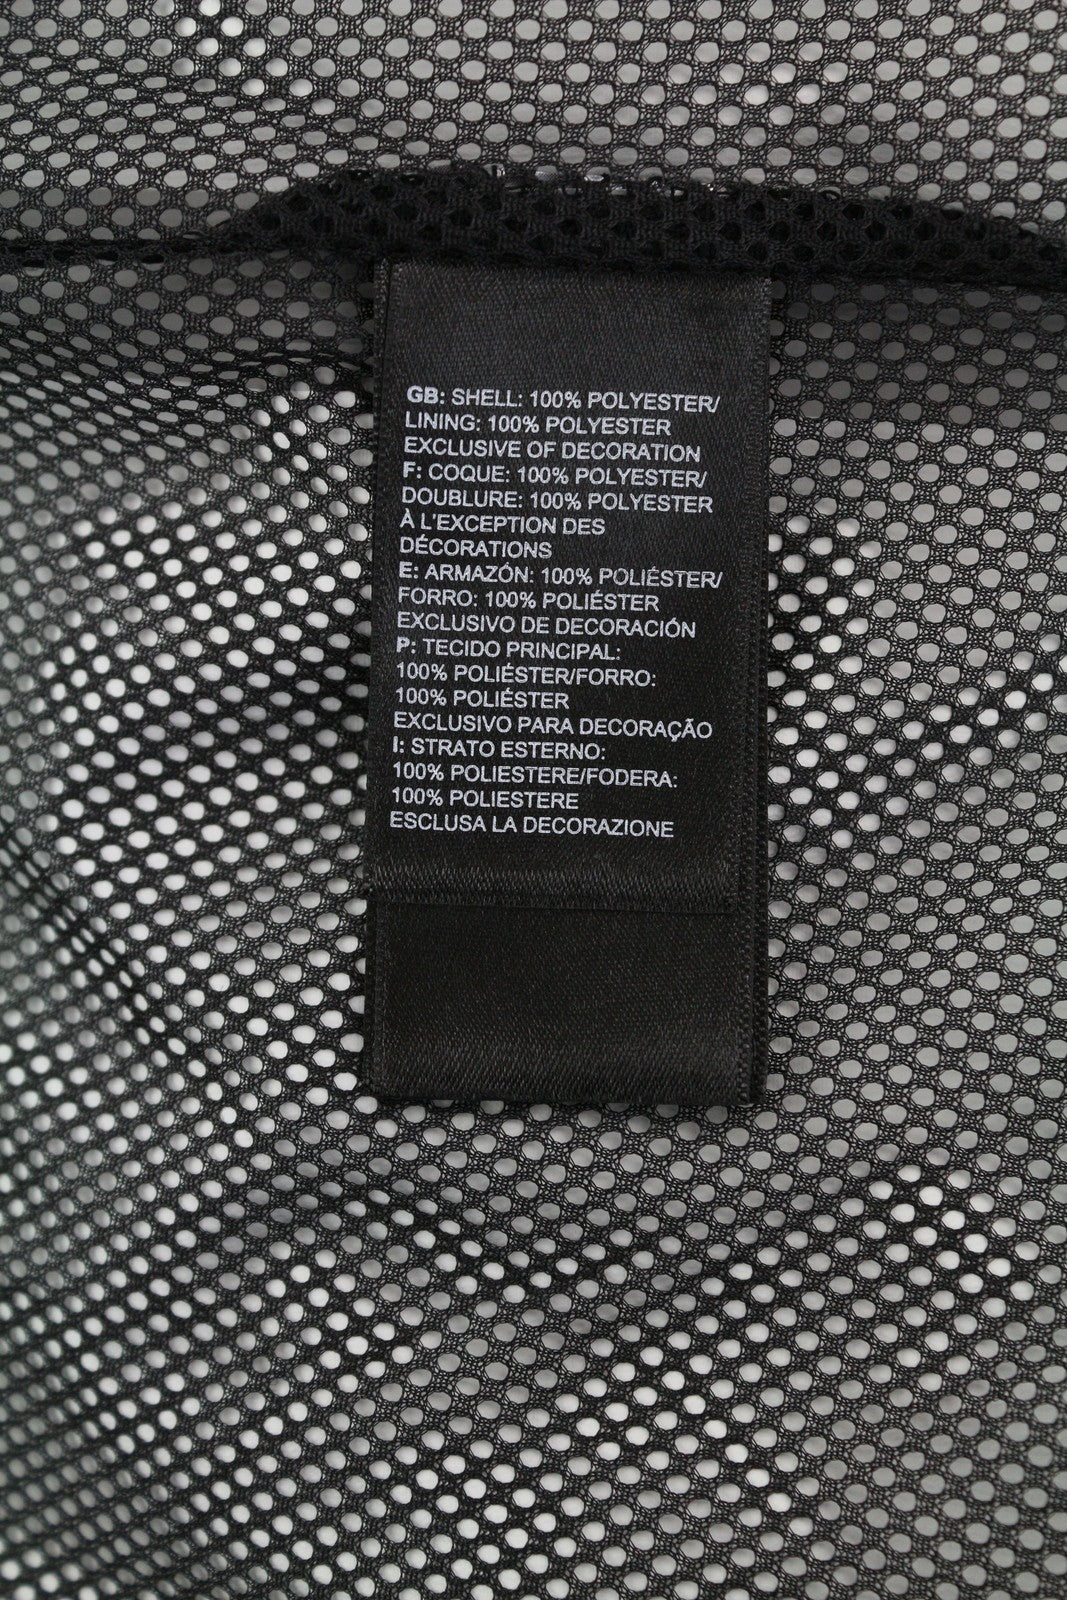 GB: SHELL: 100% POLYESTER/
LINING: 100% POLYESTER
EXCLUSIVE OF DECORATION
F: COQUE: 100% POLYESTER/
DOUBLURE: 100% POLYESTER
À L'EXCEPTION DES
DÉCORATIONS
E: ARMAZÓN: 100% POLIÉSTER/
FORRO: 100% POLIÉSTER
EXCLUSIVO DE DECORACIÓN
P: TECIDO PRINCIPAL:
100% POLIÉSTER/FORRO:
100% POLIÉSTER
EXCLUSIVO PARA DECORAÇÃO
I: STRATO ESTERNO:
100% POLIESTERE/FODERA:
100% POLIESTERE
ESCLUSA LA DECORAZIONE